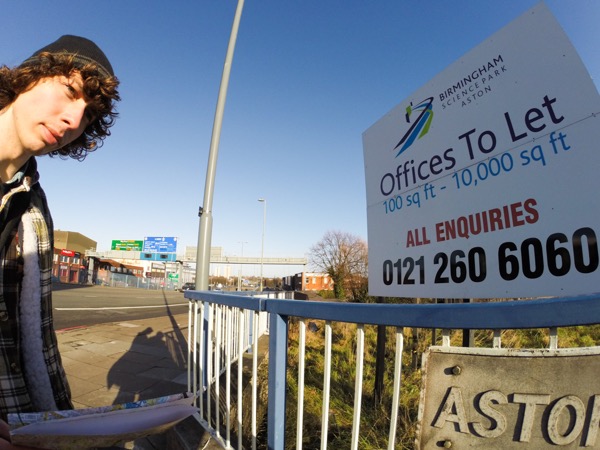 BIRMINGHAM
SCIENCE PARK
ASTON
Offices To Let
100 sq ft - 10,000 sq ft
ALL ENQUIRIES
0121 260 6060
ASTON